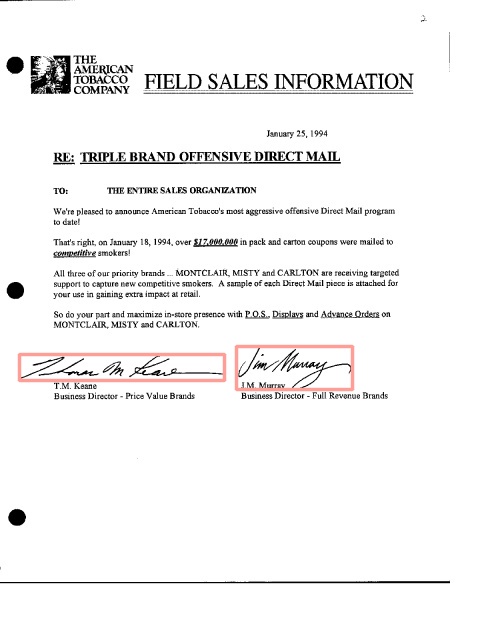 2
THE
AMERICAN
TOBACCO
COMPANY
FIELD SALES INFORMATION
January 25, 1994
RE: TRIPLE BRAND OFFENSIVE DIRECT MAIL
TO: THE ENTIRE SALES ORGANIZATION
We're pleased to announce American Tobacco's most aggressive offensive Direct Mail program
to date!
That's right, on January 18, 1994, over $17,000,000 in pack and carton coupons were mailed to
competitive smokers!
All three of our priority brands ... MONTCLAIR, MISTY and CARLTON are receiving targeted
support to capture new competitive smokers. A sample of each Direct Mail piece is attached for
your use in gaining extra impact at retail.
So do your part and maximize in-store presence with P.O.S., Displays and Advance Orders on
MONTCLAIR, MISTY and CARLTON.
Thomas M Keane Jim Murray
T.M. Keane J.M. Murray
Business Director - Price Value Brands Business Director - Full Revenue Brands